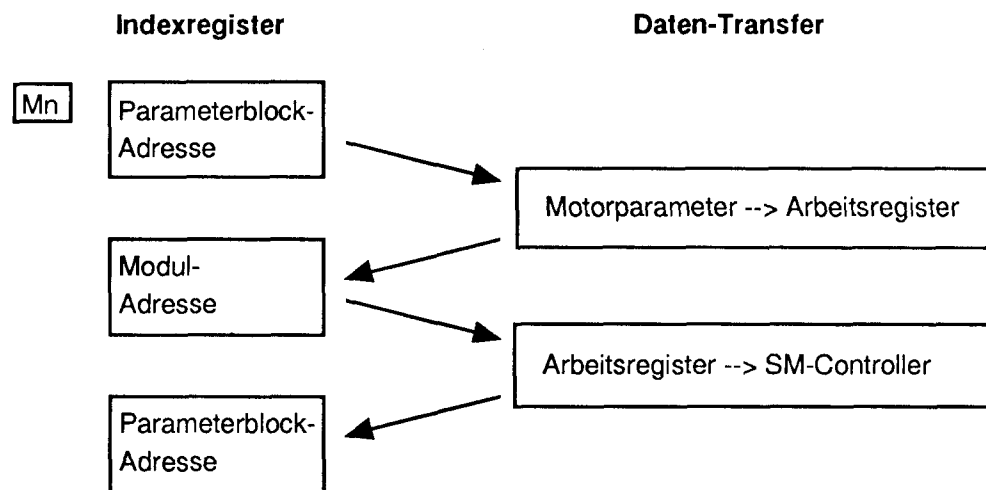 Indexregister
Daten-Transfer
Mn
Parameterblock-
Adresse
Motorparameter --> Arbeitsregister
Modul-
Adresse
Arbeitsregister --> SM-Controller
Parameterblock-
Adresse